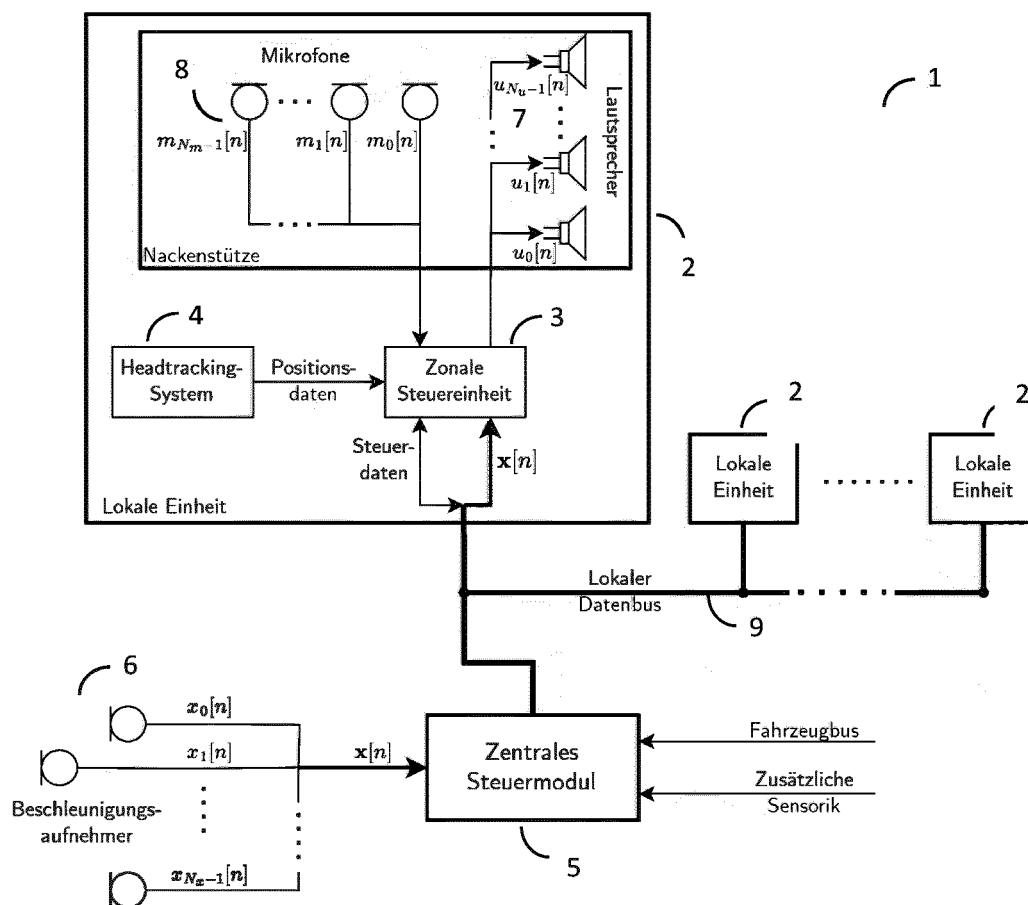 Mikrofone
8
1
u_{N_u-1}[n]
7
Lautsprecher
m_{N_m-1}[n]
m_1[n]
m_0[n]
u_1[n]
u_0[n]
Nackenstütze
2
4
3
Headtracking-
System
Positions-
daten
Zonale
Steuereinheit
Steuer-
daten
x[n]
Lokale Einheit
2
2
Lokale
Einheit
Lokale
Einheit
Lokaler
Datenbus
9
6
x_0[n]
x_1[n]
x[n]
Beschleunigungs-
aufnehmer
x_{N_x-1}[n]
Zentrales
Steuermodul
5
Fahrzeugbus
Zusätzliche
Sensorik